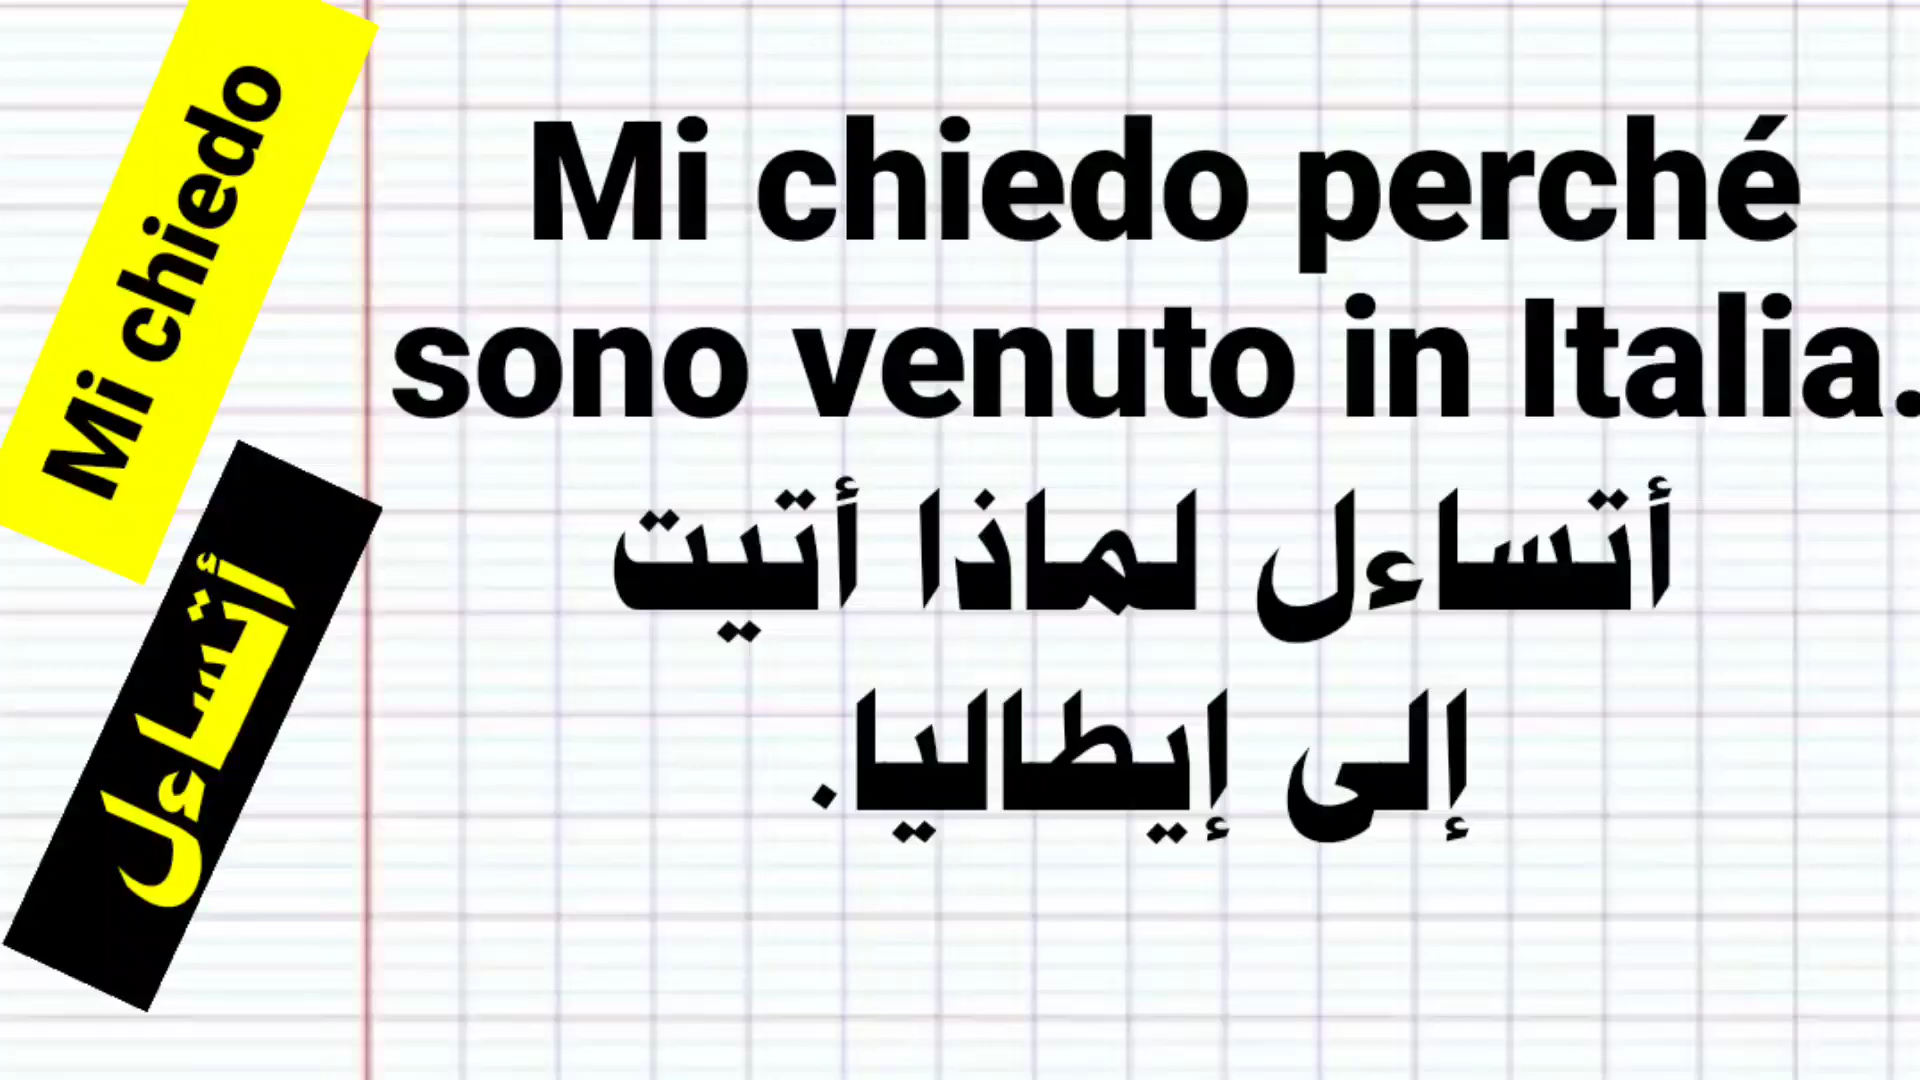 Mi chiedo
أتساءل
Mi chiedo perché
sono venuto in Italia.
أتساءل لماذا أتيت
إلى إيطاليا.